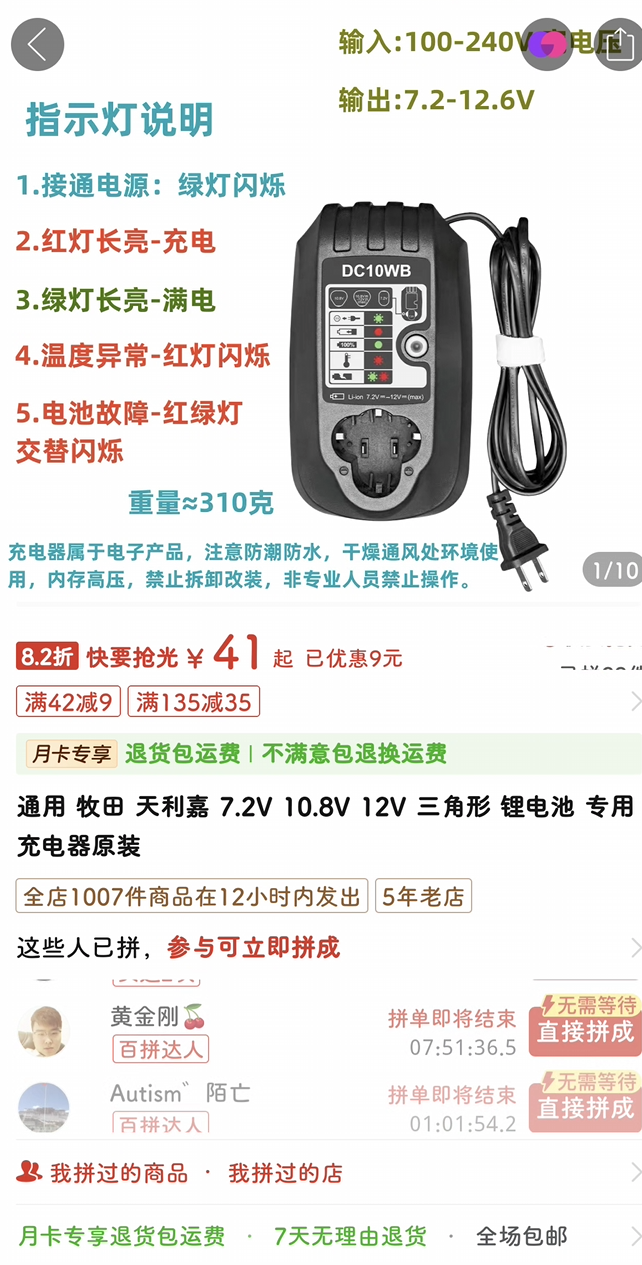 输入:100-240V 电压
输出:7.2-12.6V
指示灯说明
1.接通电源：绿灯闪烁
2.红灯长亮-充电
3.绿灯长亮-满电
4.温度异常-红灯闪烁
5.电池故障-红绿灯
交替闪烁
重量≈310克
DC10WB
100%
Li-ion 7.2V⎓-12V⎓(max)
充电器属于电子产品，注意防潮防水，干燥通风处环境使
用，内存高压，禁止拆卸改装，非专业人员禁止操作。
1/10
8.2折 快要抢光 ¥41起 已优惠9元
满42减9 满135减35
月卡专享 退货包运费 | 不满意包退换运费
通用 牧田 天利嘉 7.2V 10.8V 12V 三角形 锂电池 专用
充电器原装
全店1007件商品在12小时内发出 5年老店
这些人已拼，参与可立即拼成
黄金刚🍒
百拼达人
拼单即将结束
07:51:36.5
无需等待
直接拼成
Autism゛陌亡
百拼达人
拼单即将结束
01:01:54.2
无需等待
直接拼成
我拼过的商品 · 我拼过的店
月卡专享退货包运费 · 7天无理由退货 · 全场包邮